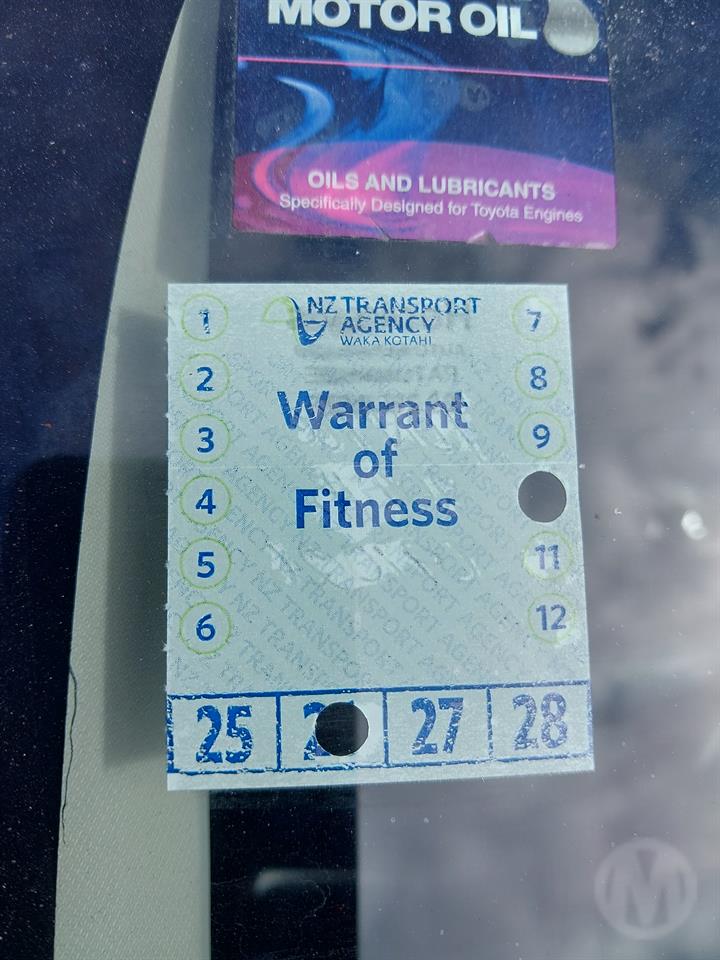 MOTOR OIL
OILS AND LUBRICANTS
Specifically Designed for Toyota Engines
NZ TRANSPORT
AGENCY
WAKA KOTAHI
Warrant
of
Fitness
1
2
3
4
5
6
7
8
9
11
12
25 27 28
M